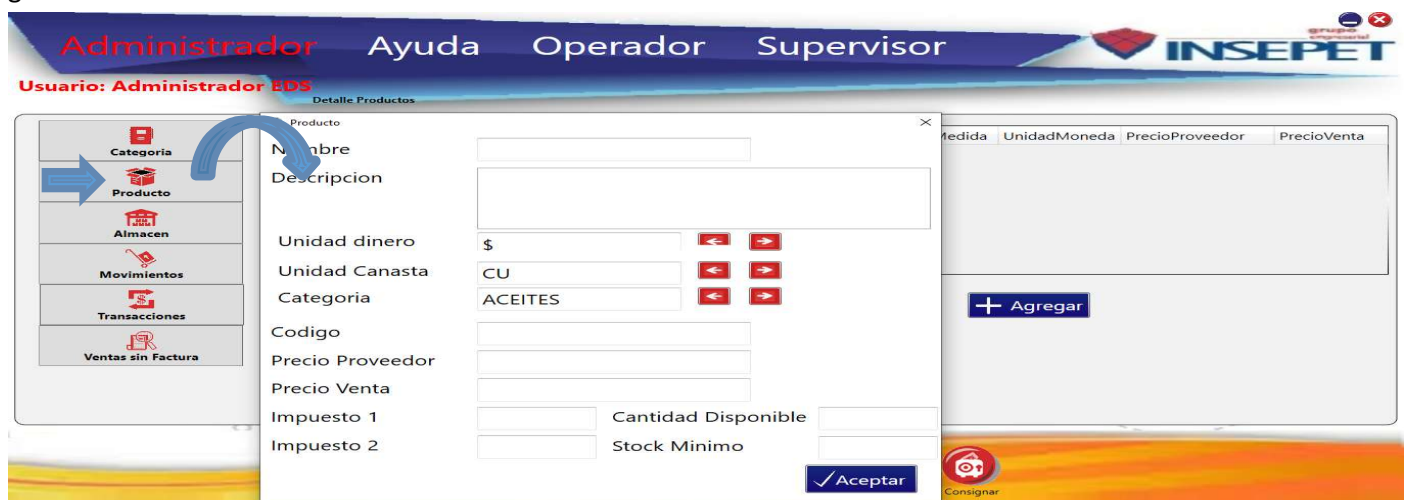 g
Administrador Ayuda Operador Supervisor
grupo
empresarial
INSEPET
Usuario: Administrador EDS
Detalle Productos
Producto
Medida UnidadMoneda PrecioProveedor PrecioVenta
Categoria
Producto
Almacen
Movimientos
Transacciones
Ventas sin Factura
Nombre
Descripcion
Unidad dinero $
Unidad Canasta CU
Categoria ACEITES
Codigo
Precio Proveedor
Precio Venta
Impuesto 1 Cantidad Disponible
Impuesto 2 Stock Minimo
Aceptar
Agregar
Consignar